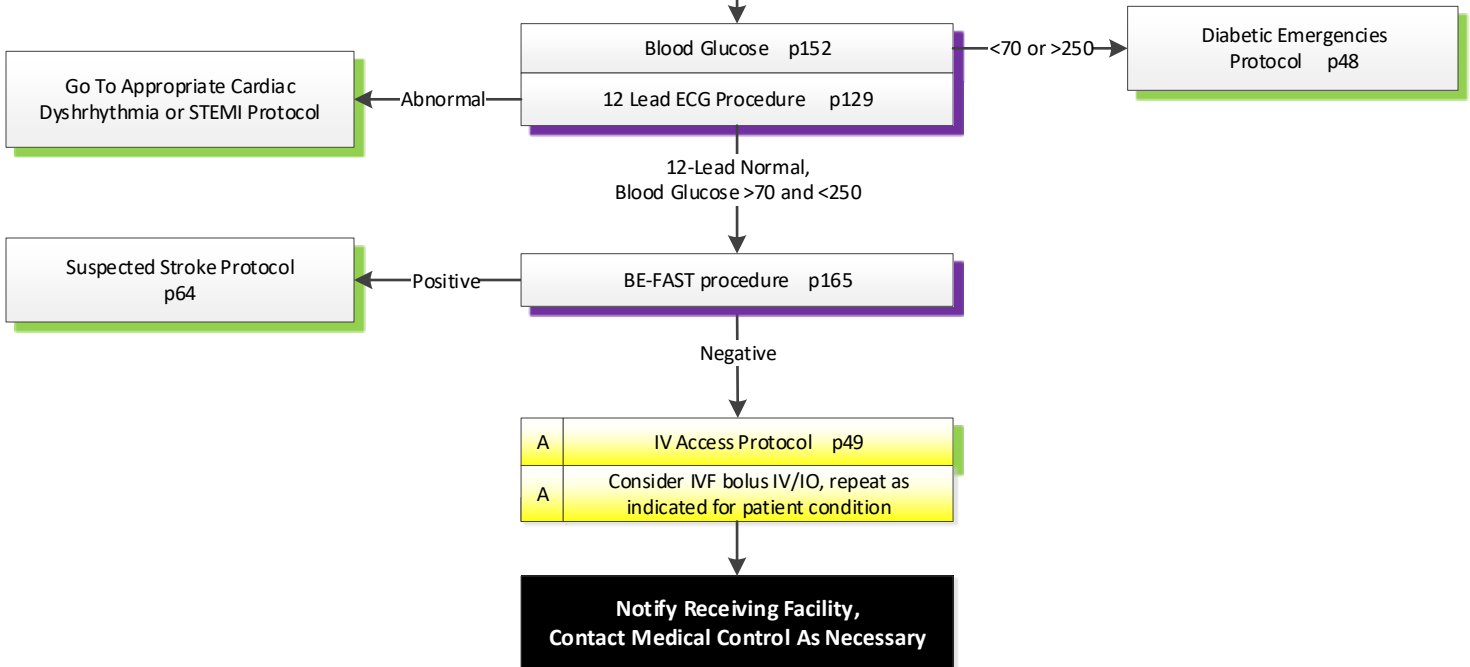 Blood Glucose p152
<70 or >250
Diabetic Emergencies
Protocol p48
Go To Appropriate Cardiac
Dyshrhythmia or STEMI Protocol
Abnormal
12 Lead ECG Procedure p129
12-Lead Normal,
Blood Glucose >70 and <250
Suspected Stroke Protocol
p64
Positive
BE-FAST procedure p165
Negative
A IV Access Protocol p49
A Consider IVF bolus IV/IO, repeat as
indicated for patient condition
Notify Receiving Facility,
Contact Medical Control As Necessary